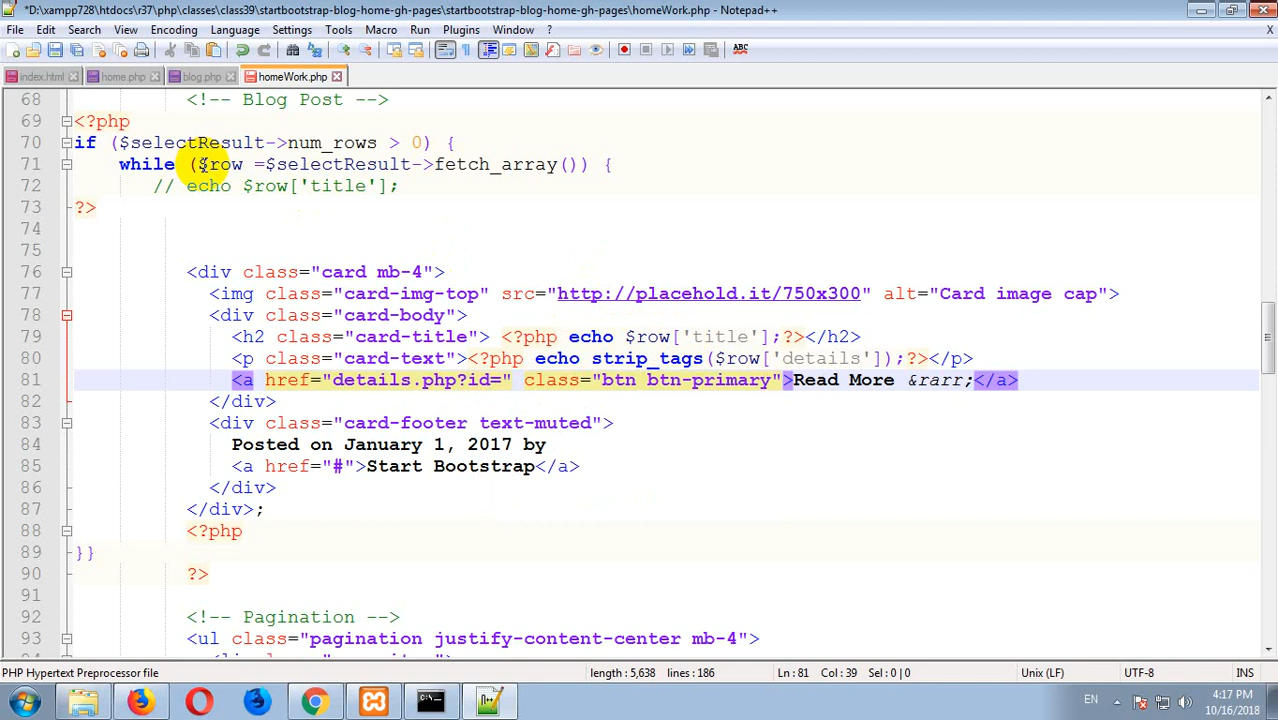 *D:\xampp728\htdocs\r37\php\classes\class39\startbootstrap-blog-home-gh-pages\startbootstrap-blog-home-gh-pages\homeWork.php - Notepad++
File Edit Search View Encoding Language Settings Tools Macro Run Plugins Window ? X
index.html home.php blog.php homeWork.php
68 <!-- Blog Post -->
69 <?php
70 if ($selectResult->num_rows > 0) {
71 while ($row =$selectResult->fetch_array()) {
72 // echo $row['title'];
73 ?>
74
75
76 <div class="card mb-4">
77 <img class="card-img-top" src="http://placehold.it/750x300" alt="Card image cap">
78 <div class="card-body">
79 <h2 class="card-title"> <?php echo $row['title'];?></h2>
80 <p class="card-text"><?php echo strip_tags($row['details']);?></p>
81 <a href="details.php?id=" class="btn btn-primary">Read More &rarr;</a>
82 </div>
83 <div class="card-footer text-muted">
84 Posted on January 1, 2017 by
85 <a href="#">Start Bootstrap</a>
86 </div>
87 </div>;
88 <?php
89 }}
90 ?>
91
92 <!-- Pagination -->
93 <ul class="pagination justify-content-center mb-4">
PHP Hypertext Preprocessor file length : 5,638 lines : 186 Ln : 81 Col : 39 Sel : 0 | 0 Unix (LF) UTF-8 INS
EN 4:17 PM
10/16/2018